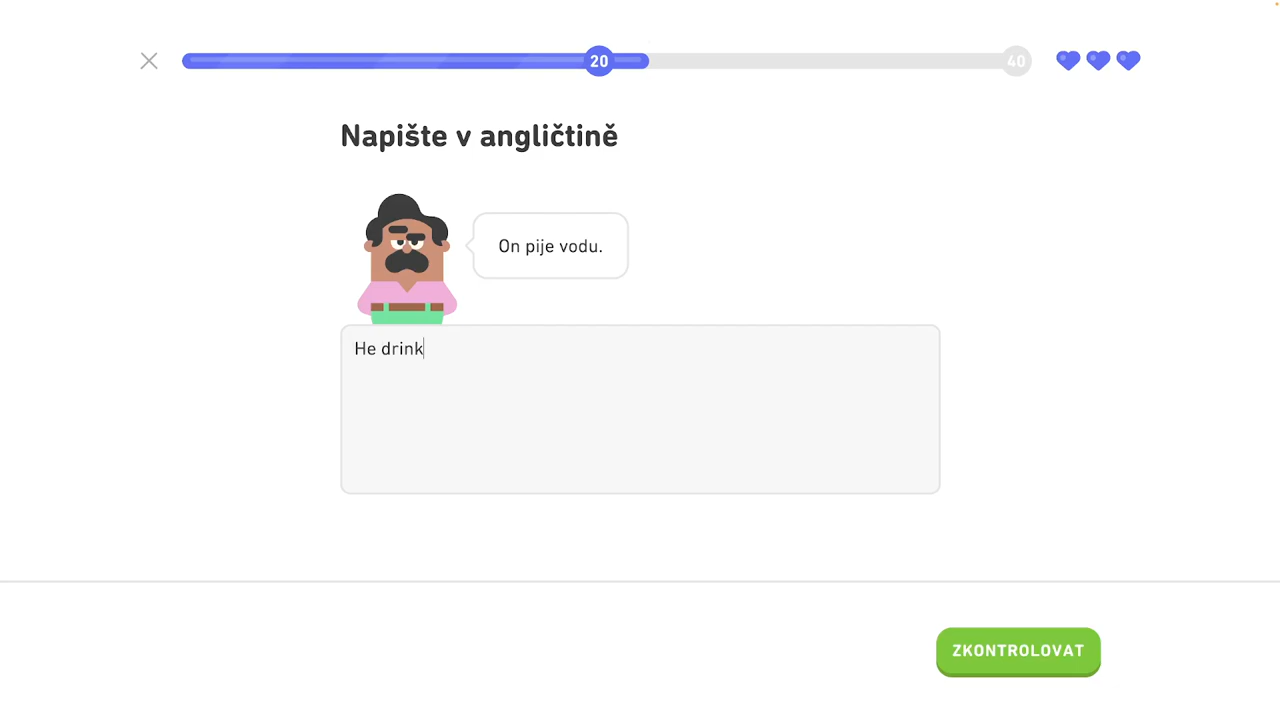 20
40
Napište v angličtině
On pije vodu.
He drink
ZKONTROLOVAT